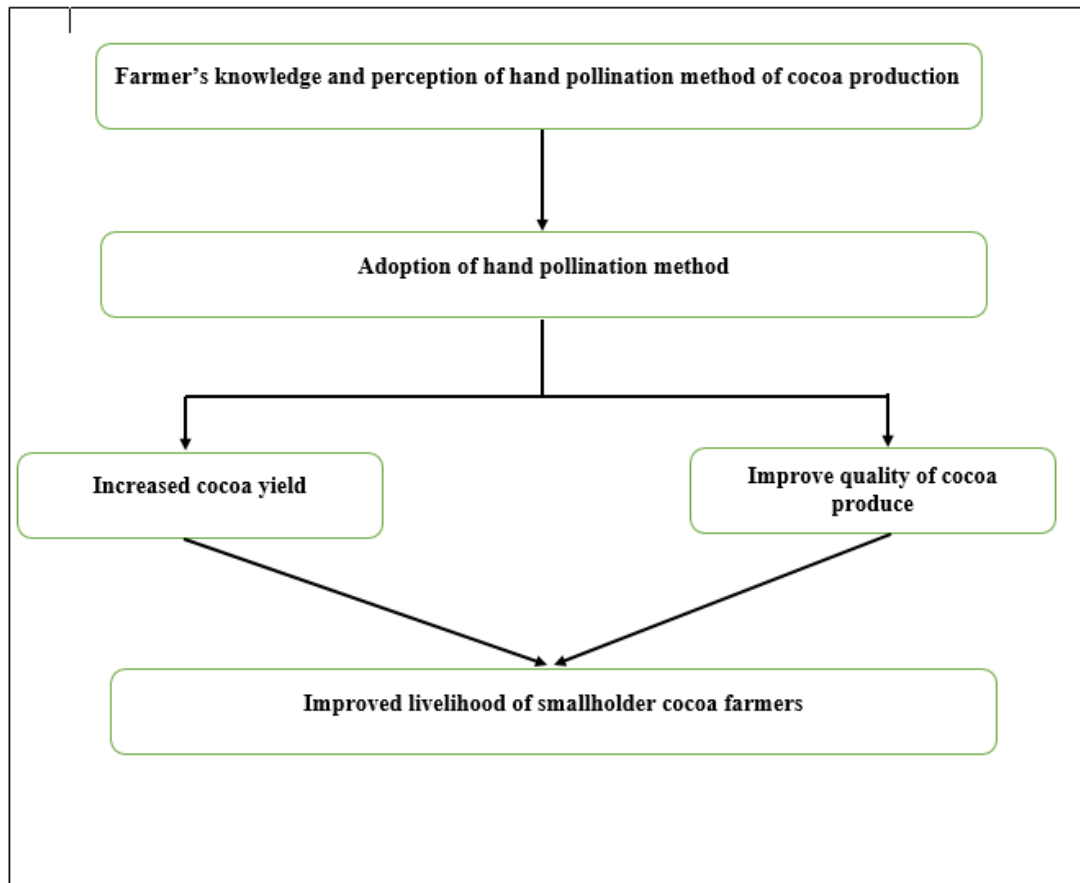 Farmer’s knowledge and perception of hand pollination method of cocoa production
Adoption of hand pollination method
Increased cocoa yield
Improve quality of cocoa
produce
Improved livelihood of smallholder cocoa farmers